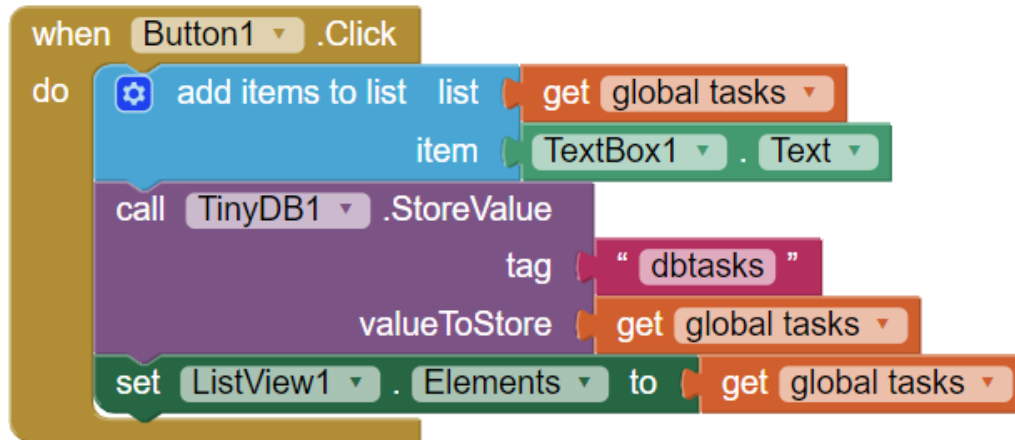 when Button1 .Click
do add items to list list get global tasks
item TextBox1 . Text
call TinyDB1 .StoreValue
tag “ dbtasks ”
valueToStore get global tasks
set ListView1 . Elements to get global tasks